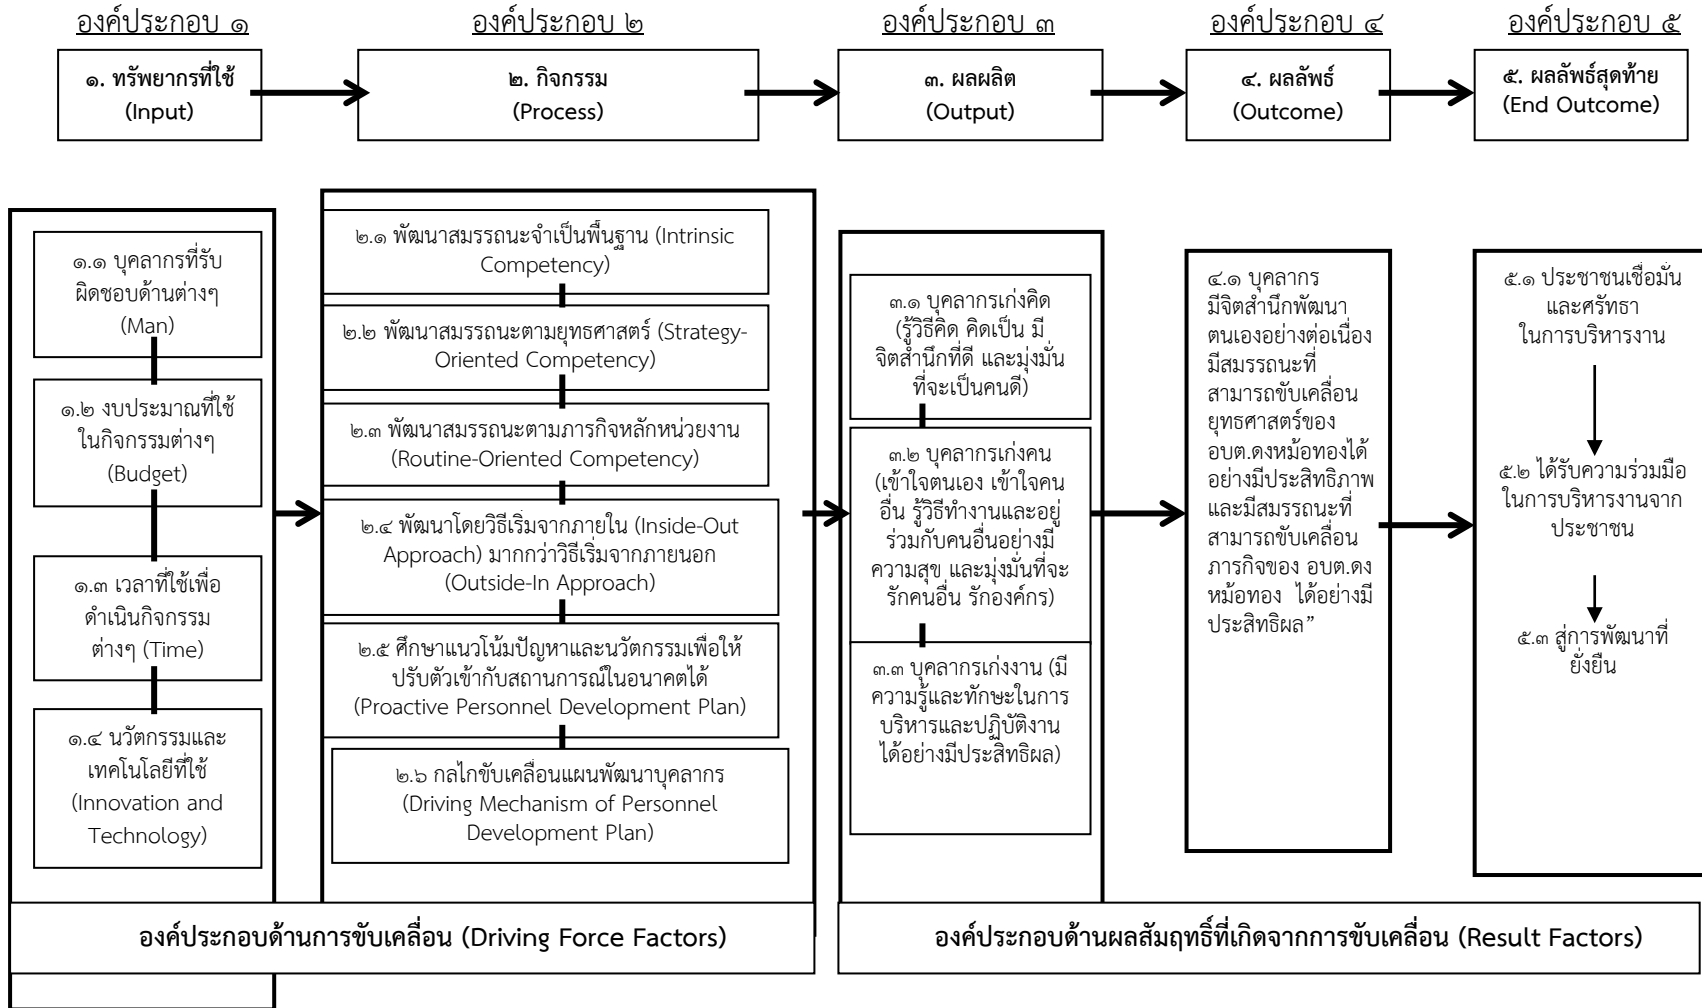 องค์ประกอบ ๑
องค์ประกอบ ๒
องค์ประกอบ ๓
องค์ประกอบ ๔
องค์ประกอบ ๕
๑. ทรัพยากรที่ใช้
(Input)
๒. กิจกรรม
(Process)
๓. ผลผลิต
(Output)
๔. ผลลัพธ์
(Outcome)
๕. ผลลัพธ์สุดท้าย
(End Outcome)
๑.๑ บุคลากรที่รับ
ผิดชอบด้านต่างๆ
(Man)
๑.๒ งบประมาณที่ใช้
ในกิจกรรมต่างๆ
(Budget)
๑.๓ เวลาที่ใช้เพื่อ
ดำเนินกิจกรรม
ต่างๆ (Time)
๑.๔ นวัตกรรมและ
เทคโนโลยีที่ใช้
(Innovation and
Technology)
๒.๑ พัฒนาสมรรถนะจำเป็นพื้นฐาน (Intrinsic
Competency)
๒.๒ พัฒนาสมรรถนะตามยุทธศาสตร์ (Strategy-
Oriented Competency)
๒.๓ พัฒนาสมรรถนะตามภารกิจหลักหน่วยงาน
(Routine-Oriented Competency)
๒.๔ พัฒนาโดยวิธีเริ่มจากภายใน (Inside-Out
Approach) มากกว่าวิธีเริ่มจากภายนอก
(Outside-In Approach)
๒.๕ ศึกษาแนวโน้มปัญหาและนวัตกรรมเพื่อให้
ปรับตัวเข้ากับสถานการณ์ในอนาคตได้
(Proactive Personnel Development Plan)
๒.๖ กลไกขับเคลื่อนแผนพัฒนาบุคลากร
(Driving Mechanism of Personnel
Development Plan)
๓.๑ บุคลากรเก่งคิด
(รู้วิธีคิด คิดเป็น มี
จิตสำนึกที่ดี และมุ่งมั่น
ที่จะเป็นคนดี)
๓.๒ บุคลากรเก่งคน
(เข้าใจตนเอง เข้าใจคน
อื่น รู้วิธีทำงานและอยู่
ร่วมกับคนอื่นอย่างมี
ความสุข และมุ่งมั่นที่จะ
รักคนอื่น รักองค์กร)
๓.๓ บุคลากรเก่งงาน (มี
ความรู้และทักษะในการ
บริหารและปฏิบัติงาน
ได้อย่างมีประสิทธิผล)
๔.๑ บุคลากร
มีจิตสำนึกพัฒนา
ตนเองอย่างต่อเนื่อง
มีสมรรถนะที่
สามารถขับเคลื่อน
ยุทธศาสตร์ของ
อบต.ดงหม้อทองได้
อย่างมีประสิทธิภาพ
และมีสมรรถนะที่
สามารถขับเคลื่อน
ภารกิจของ อบต.ดง
หม้อทอง ได้อย่างมี
ประสิทธิผล”
๕.๑ ประชาชนเชื่อมั่น
และศรัทธา
ในการบริหารงาน
๕.๒ ได้รับความร่วมมือ
ในการบริหารงานจาก
ประชาชน
๕.๓ สู่การพัฒนาที่
ยั่งยืน
องค์ประกอบด้านการขับเคลื่อน (Driving Force Factors)
องค์ประกอบด้านผลสัมฤทธิ์ที่เกิดจากการขับเคลื่อน (Result Factors)